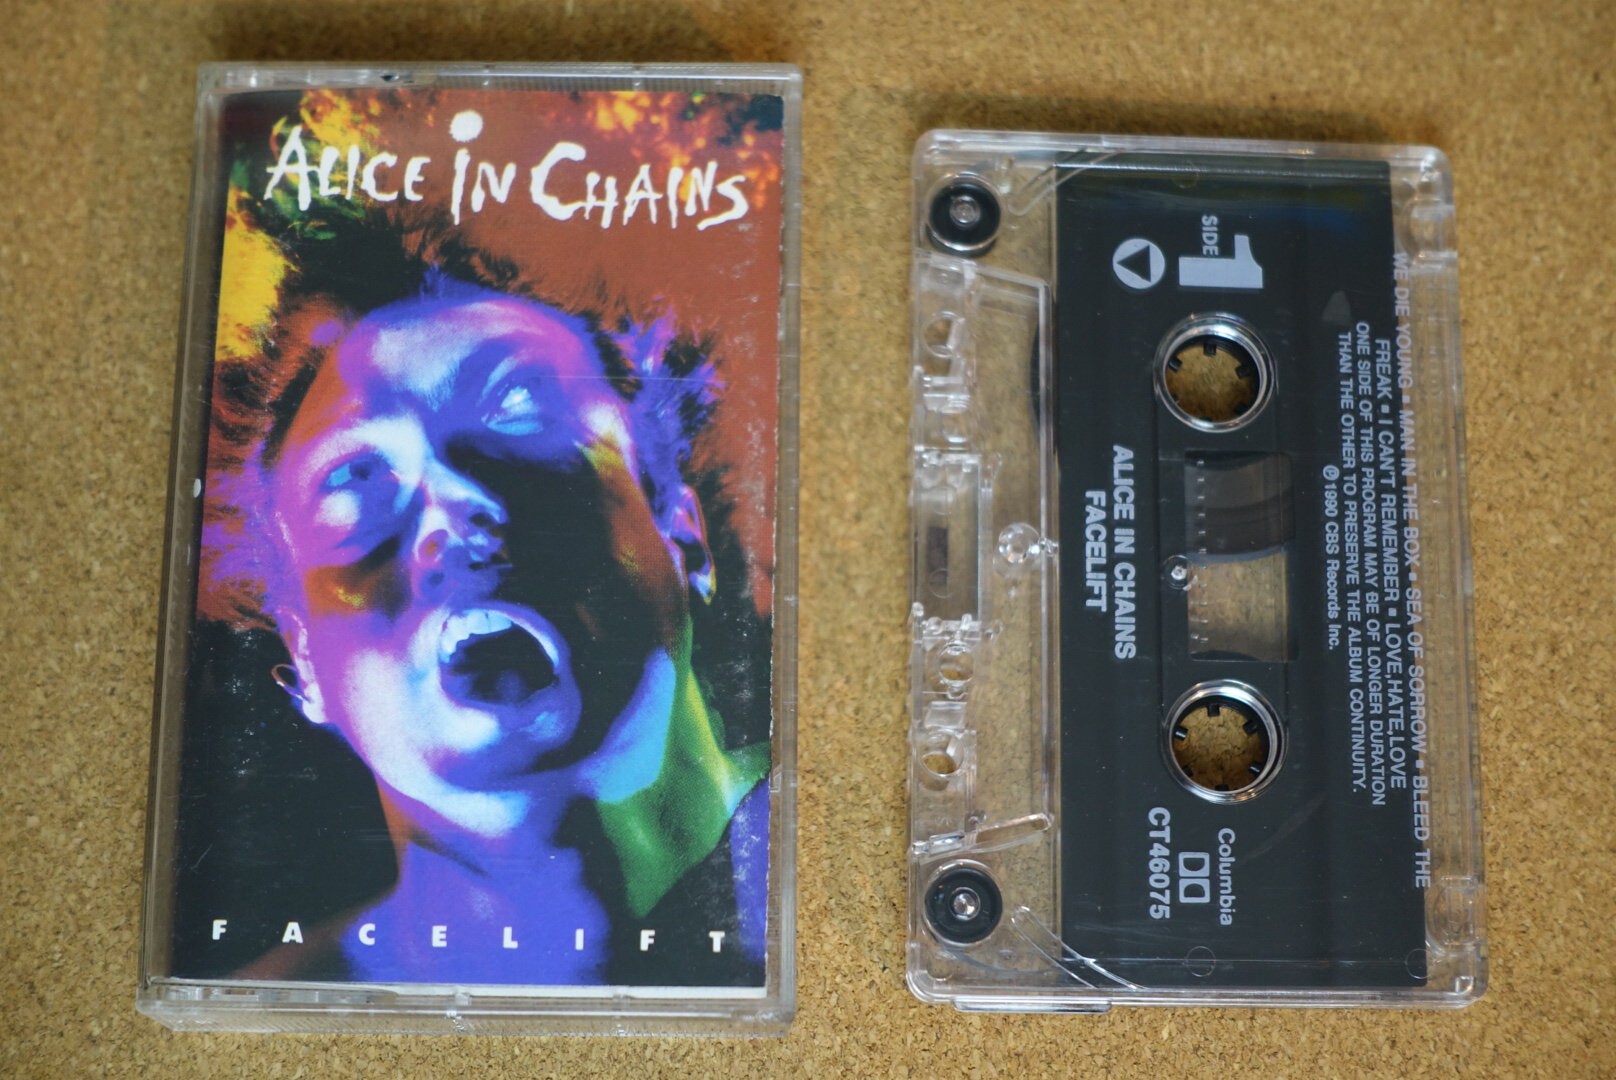 ALICE IN CHAINS
FACELIFT
SIDE
1
WE DIE YOUNG ▪ MAN IN THE BOX ▪ SEA OF SORROW ▪ BLEED THE
FREAK ▪ I CAN'T REMEMBER ▪ LOVE,HATE,LOVE
ONE SIDE OF THIS PROGRAM MAY BE OF LONGER DURATION
THAN THE OTHER TO PRESERVE THE ALBUM CONTINUITY.
℗1990 CBS Records Inc.
ALICE IN CHAINS
FACELIFT
Columbia
CT46075